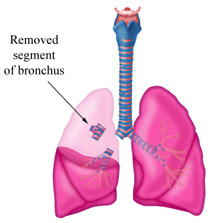 Removed
segment
of bronchus